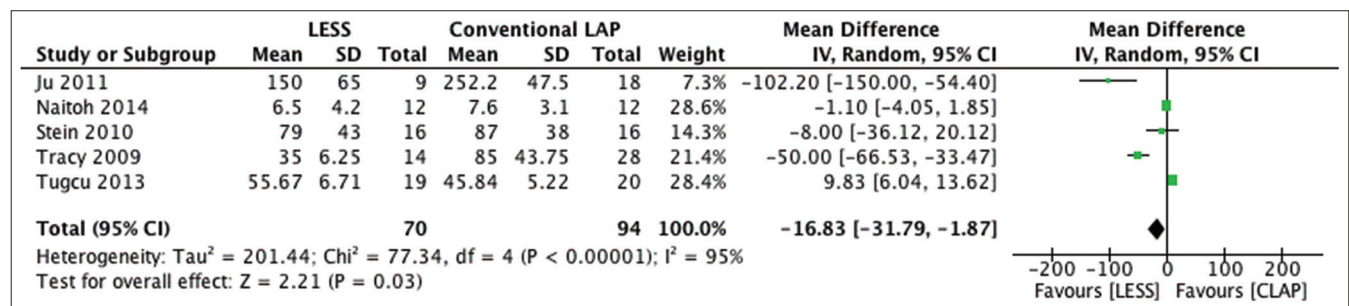 LESS Conventional LAP Mean Difference Mean Difference
Study or Subgroup Mean SD Total Mean SD Total Weight IV, Random, 95% CI IV, Random, 95% CI
Ju 2011 150 65 9 252.2 47.5 18 7.3% -102.20 [-150.00, -54.40]
Naitoh 2014 6.5 4.2 12 7.6 3.1 12 28.6% -1.10 [-4.05, 1.85]
Stein 2010 79 43 16 87 38 16 14.3% -8.00 [-36.12, 20.12]
Tracy 2009 35 6.25 14 85 43.75 28 21.4% -50.00 [-66.53, -33.47]
Tugcu 2013 55.67 6.71 19 45.84 5.22 20 28.4% 9.83 [6.04, 13.62]
Total (95% CI) 70 94 100.0% -16.83 [-31.79, -1.87]
Heterogeneity: Tau² = 201.44; Chi² = 77.34, df = 4 (P < 0.00001); I² = 95%
Test for overall effect: Z = 2.21 (P = 0.03)
-200 -100 0 100 200
Favours [LESS] Favours [CLAP]